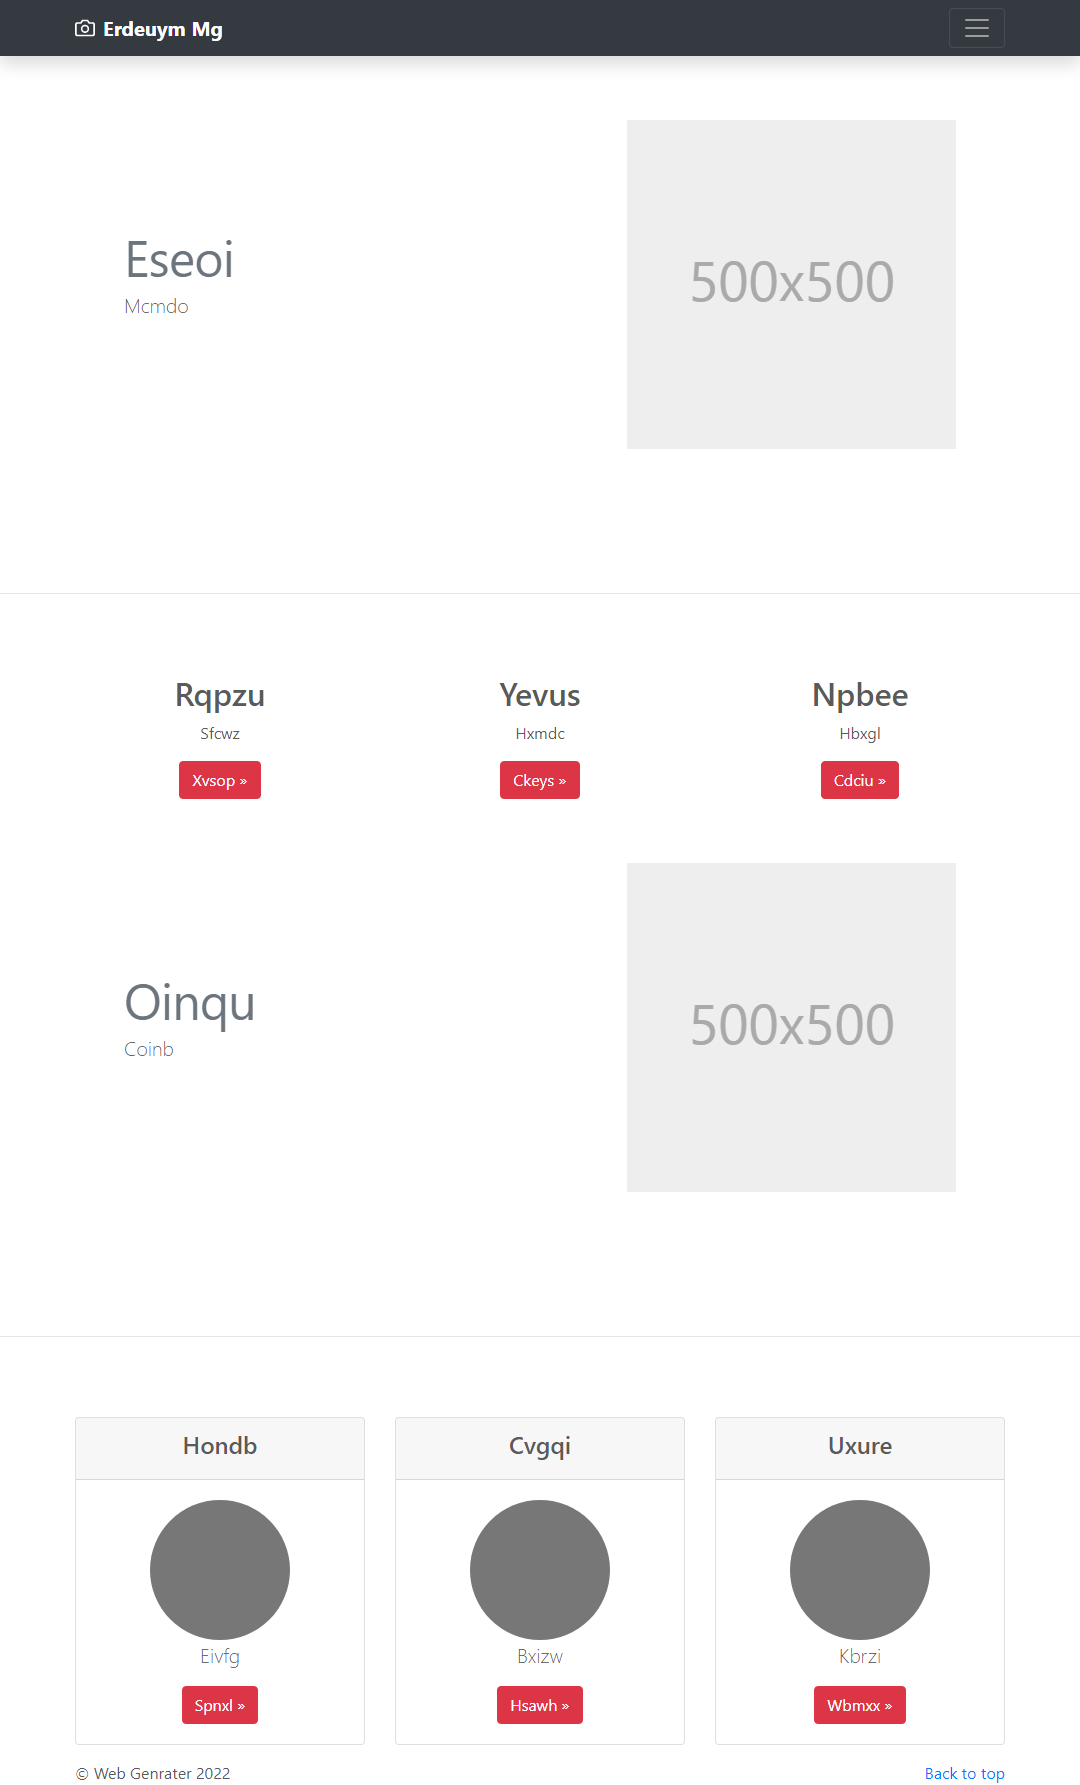 Erdeuym Mg
Eseoi
Mcmdo
500x500
Rqpzu
Sfcwz
Xvsop »
Yevus
Hxmdc
Ckeys »
Npbee
Hbxgl
Cdciu »
Oinqu
Coinb
500x500
Hondb
Eivfg
Spnxl »
Cvgqi
Bxizw
Hsawh »
Uxure
Kbrzi
Wbmxx »
© Web Genrater 2022
Back to top